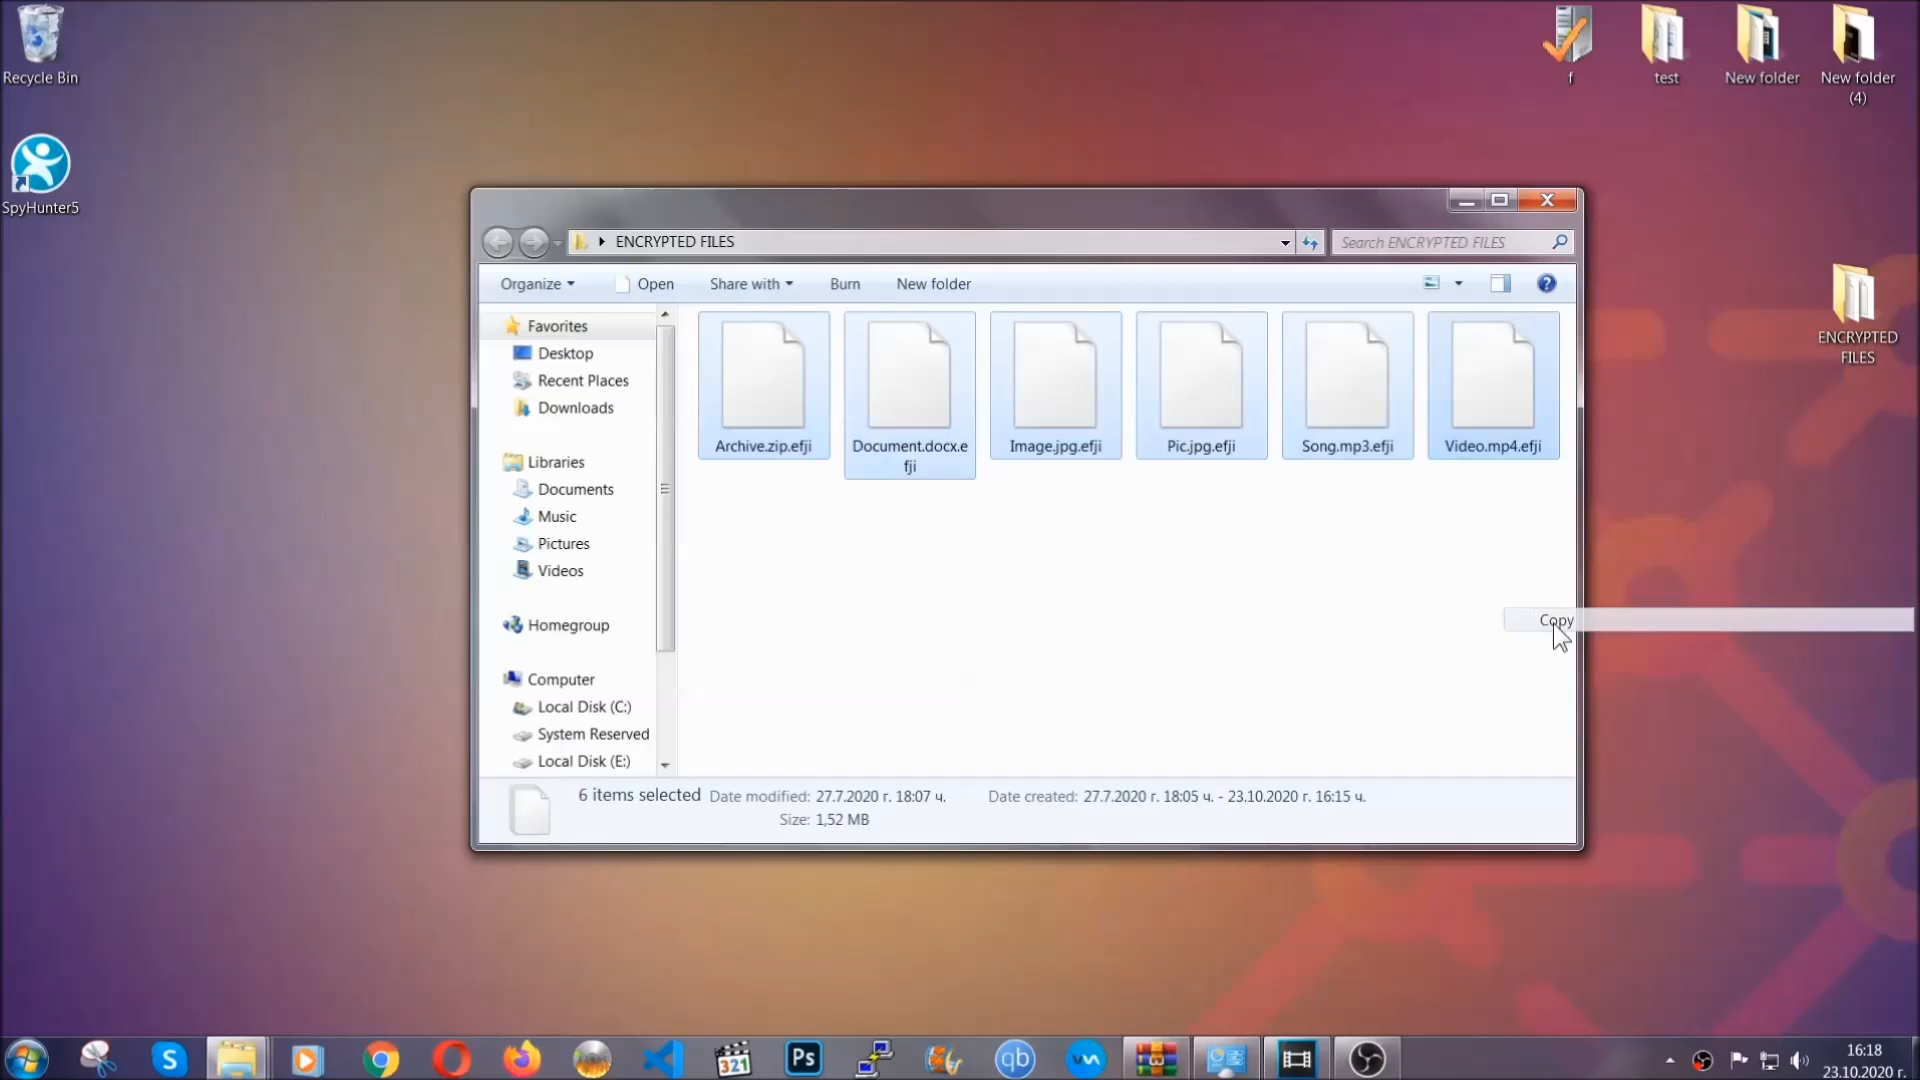 Recycle Bin
SpyHunter5
f
test
New folder
New folder
(4)
ENCRYPTED
FILES
ENCRYPTED FILES
Search ENCRYPTED FILES
Organize
Open
Share with
Burn
New folder
Favorites
Desktop
Recent Places
Downloads
Libraries
Documents
Music
Pictures
Videos
Homegroup
Computer
Local Disk (C:)
System Reserved
Local Disk (E:)
Archive.zip.efji
Document.docx.e
fji
Image.jpg.efji
Pic.jpg.efji
Song.mp3.efji
Video.mp4.efji
Copy
6 items selected Date modified: 27.7.2020 г. 18:07 ч. Date created: 27.7.2020 г. 18:05 ч. - 23.10.2020 г. 16:15 ч.
Size: 1,52 MB
S
321
Ps
qb
16:18
23.10.2020 г.